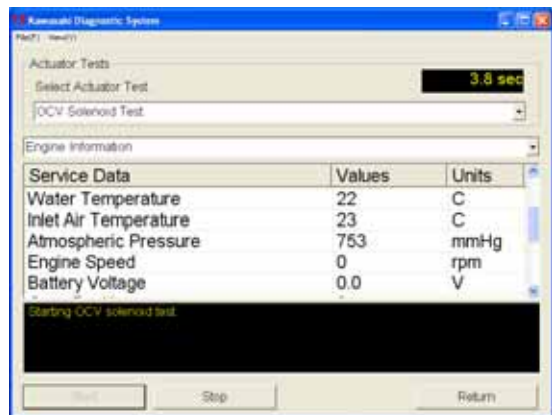 Kawasaki Diagnostic System
File(F) View(V)
Actuator Tests
Select Actuator Test
3.8 sec
OCV Solenoid Test
Engine Information
Service Data Values Units
Water Temperature 22 C
Inlet Air Temperature 23 C
Atmospheric Pressure 753 mmHg
Engine Speed 0 rpm
Battery Voltage 0.0 V
Starting OCV solenoid test
Stop Return